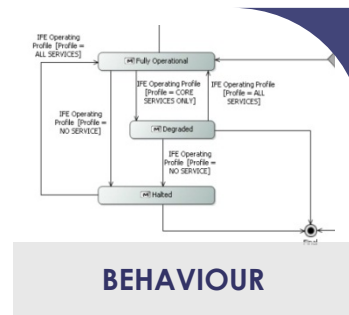 IFE Operating
Profile [Profile =
ALL SERVICES]
Fully Operational
IFE Operating Profile
[Profile = CORE
SERVICES ONLY]
IFE Operating Profile
[Profile = ALL
SERVICES]
IFE Operating
Profile [Profile =
NO SERVICE]
Degraded
IFE Operating
Profile [Profile =
NO SERVICE]
Halted
BEHAVIOUR